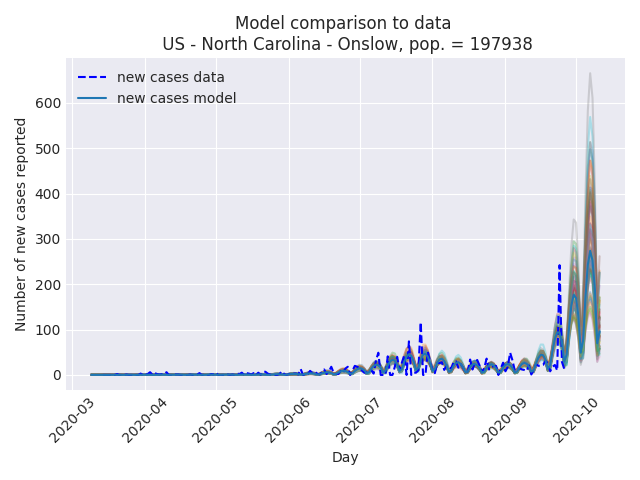 Model comparison to data
US - North Carolina - Onslow, pop. = 197938
new cases data
new cases model
Number of new cases reported
600
500
400
300
200
100
0
2020-03
2020-04
2020-05
2020-06
2020-07
2020-08
2020-09
2020-10
Day